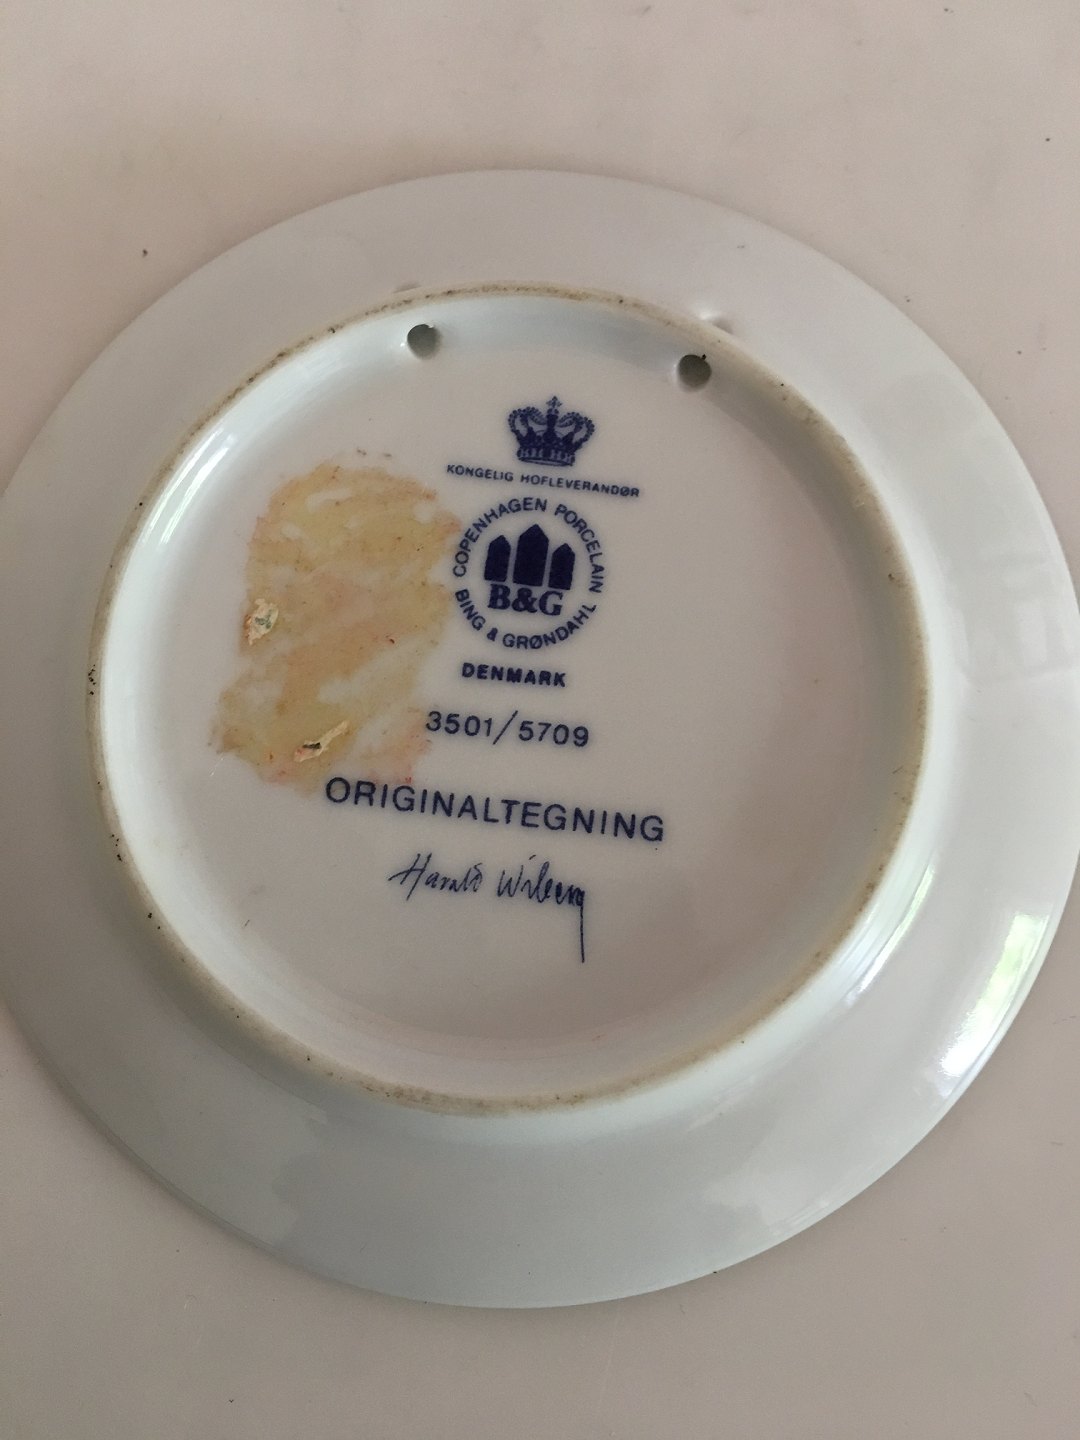 KONGELIG HOFLEVERANDØR
COPENHAGEN PORCELAIN
B&G
BING & GRØNDAHL
DENMARK
3501/5709
ORIGINALTEGNING
Harald Wiberg